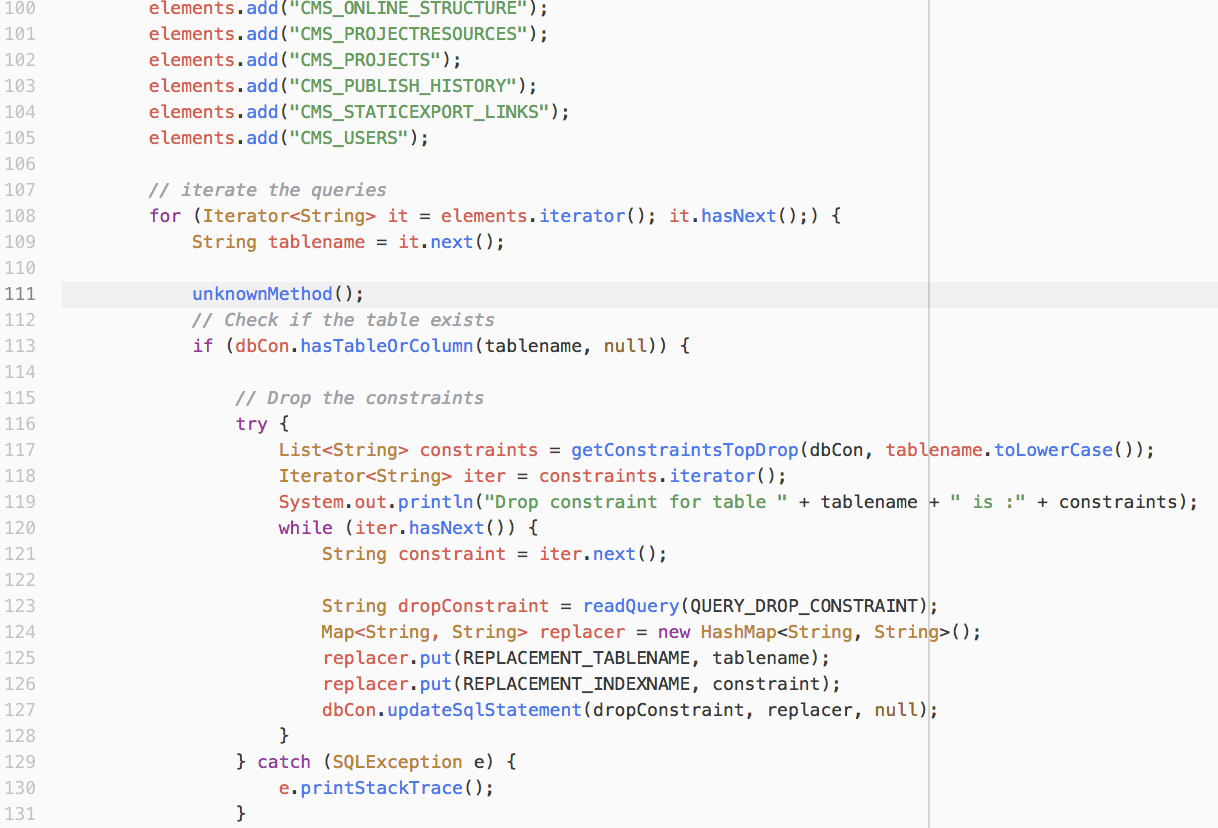 100 elements.add("CMS_ONLINE_STRUCTURE");
101 elements.add("CMS_PROJECTRESOURCES");
102 elements.add("CMS_PROJECTS");
103 elements.add("CMS_PUBLISH_HISTORY");
104 elements.add("CMS_STATICEXPORT_LINKS");
105 elements.add("CMS_USERS");
106
107 // iterate the queries
108 for (Iterator<String> it = elements.iterator(); it.hasNext();) {
109 String tablename = it.next();
110
111 unknownMethod();
112 // Check if the table exists
113 if (dbCon.hasTableOrColumn(tablename, null)) {
114
115 // Drop the constraints
116 try {
117 List<String> constraints = getConstraintsTopDrop(dbCon, tablename.toLowerCase());
118 Iterator<String> iter = constraints.iterator();
119 System.out.println("Drop constraint for table " + tablename + " is :" + constraints);
120 while (iter.hasNext()) {
121 String constraint = iter.next();
122
123 String dropConstraint = readQuery(QUERY_DROP_CONSTRAINT);
124 Map<String, String> replacer = new HashMap<String, String>();
125 replacer.put(REPLACEMENT_TABLENAME, tablename);
126 replacer.put(REPLACEMENT_INDEXNAME, constraint);
127 dbCon.updateSqlStatement(dropConstraint, replacer, null);
128 }
129 } catch (SQLException e) {
130 e.printStackTrace();
131 }